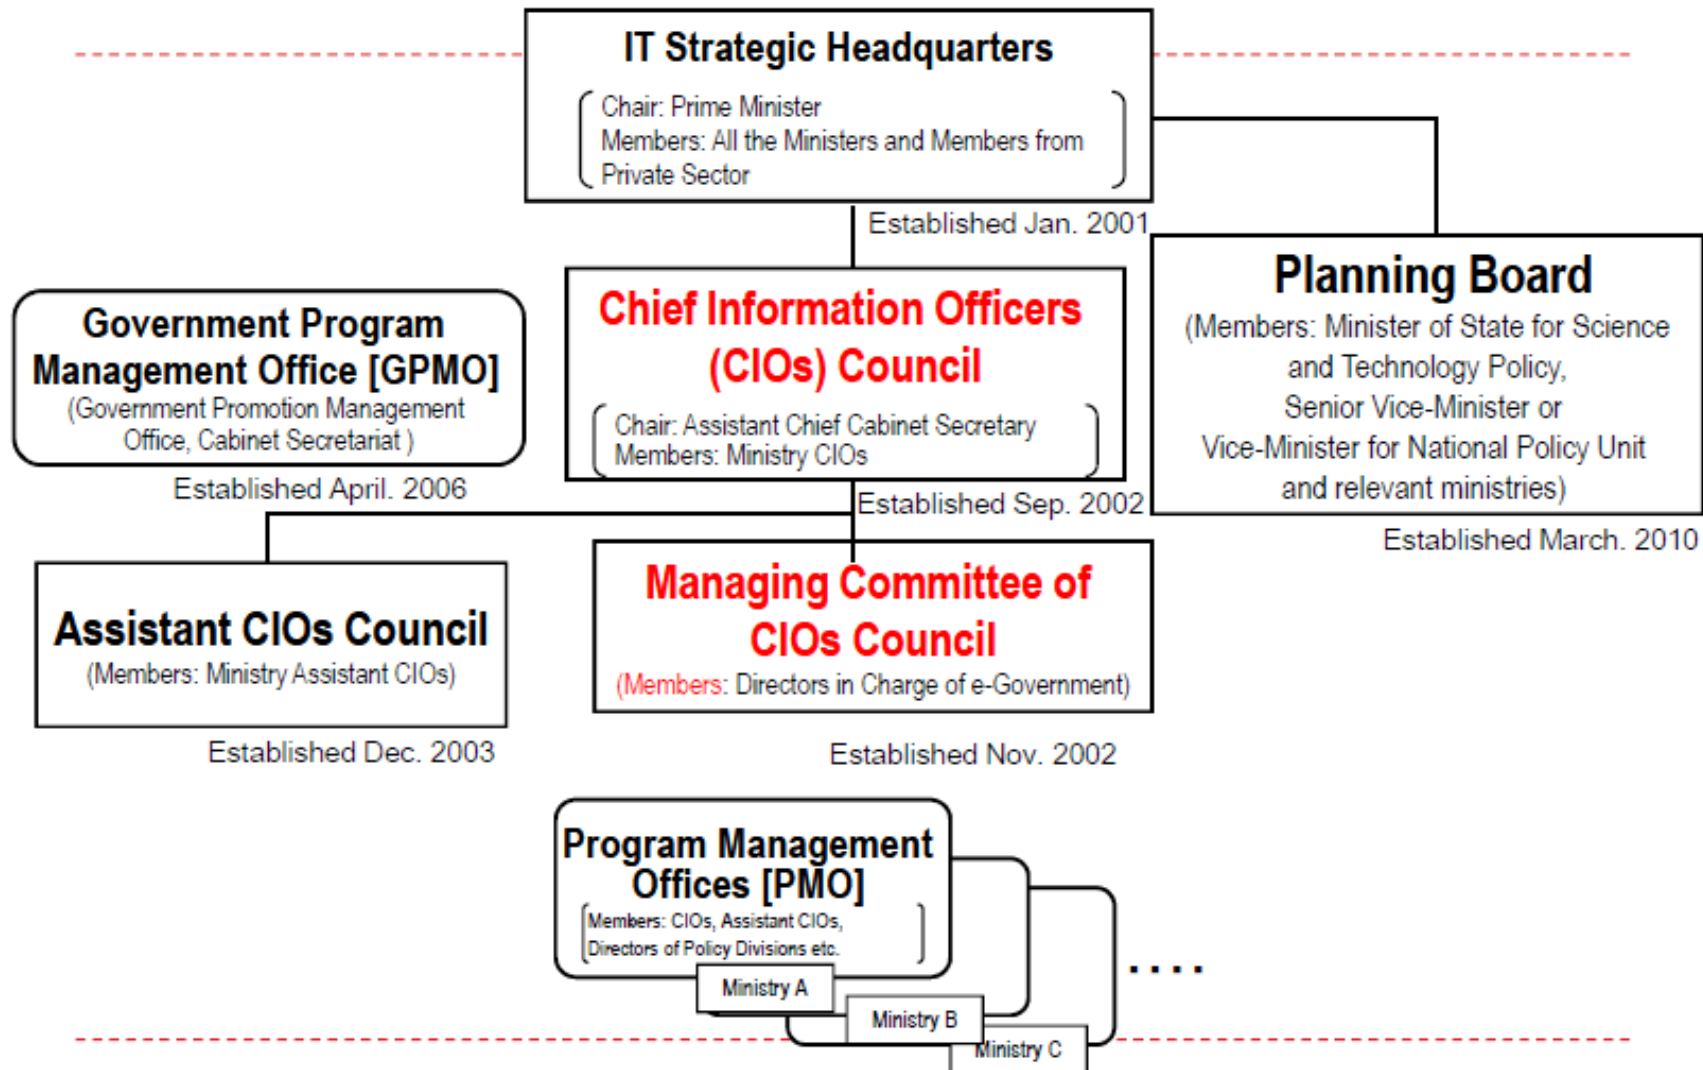 IT Strategic Headquarters
Chair: Prime Minister
Members: All the Ministers and Members from
Private Sector
Established Jan. 2001
Chief Information Officers
(CIOs) Council
Chair: Assistant Chief Cabinet Secretary
Members: Ministry CIOs
Established Sep. 2002
Planning Board
(Members: Minister of State for Science
and Technology Policy,
Senior Vice-Minister or
Vice-Minister for National Policy Unit
and relevant ministries)
Established March. 2010
Government Program
Management Office [GPMO]
(Government Promotion Management
Office, Cabinet Secretariat )
Established April. 2006
Assistant CIOs Council
(Members: Ministry Assistant CIOs)
Established Dec. 2003
Managing Committee of
CIOs Council
(Members: Directors in Charge of e-Government)
Established Nov. 2002
Program Management
Offices [PMO]
Members: CIOs, Assistant CIOs,
Directors of Policy Divisions etc.
Ministry A
Ministry B
Ministry C
....